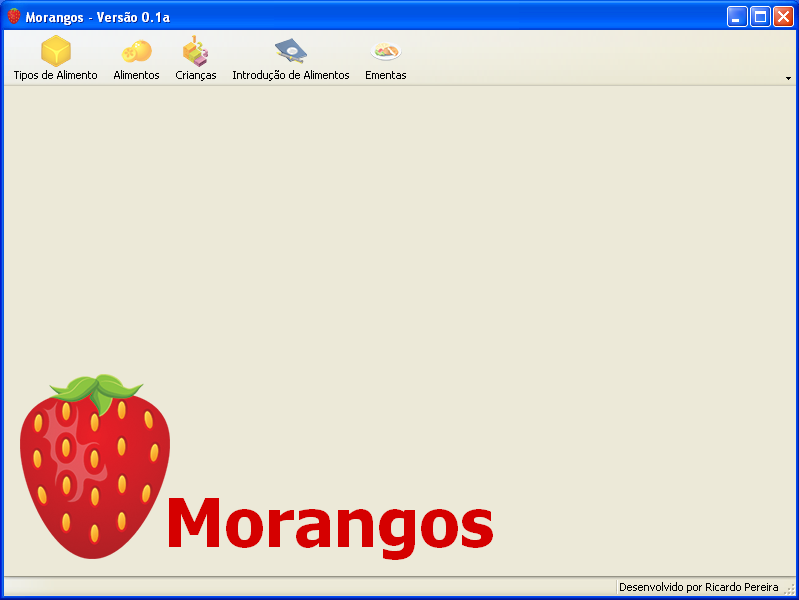 Morangos - Versão 0.1a
Tipos de Alimento Alimentos Crianças Introdução de Alimentos Ementas
Morangos
Desenvolvido por Ricardo Pereira